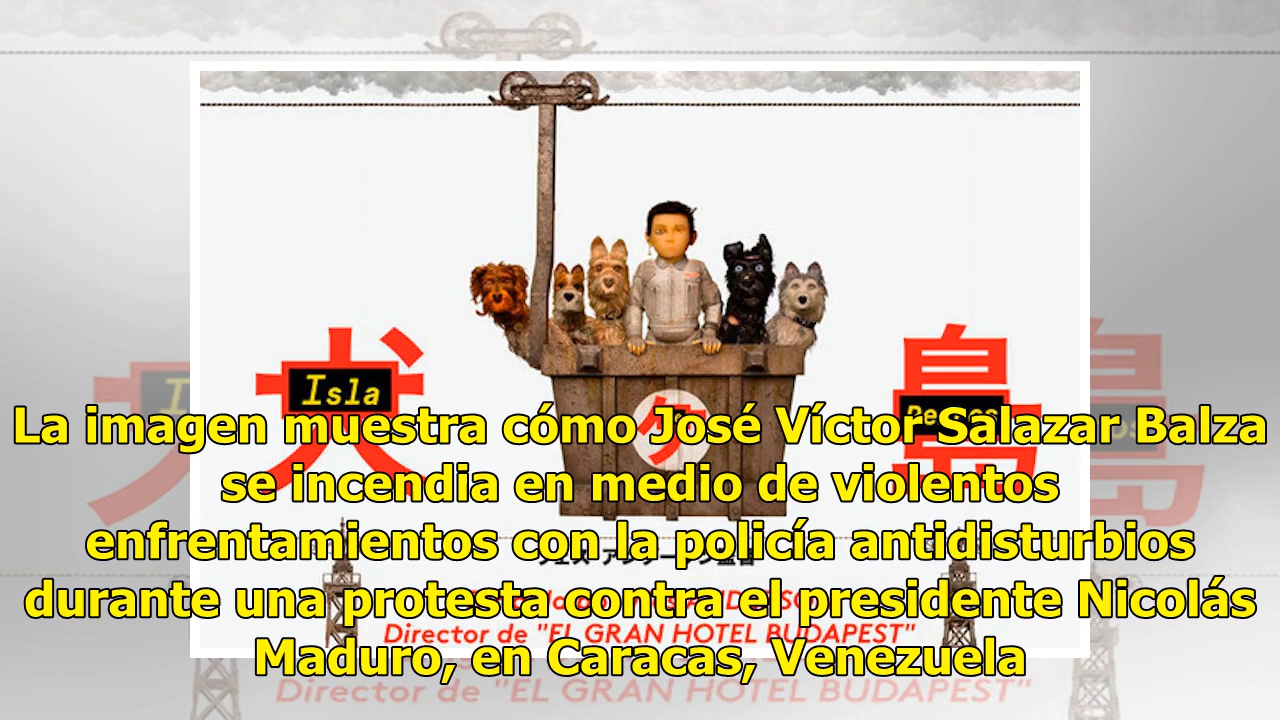 犬
島
Isla
La imagen muestra cómo José Víctor Salazar Balza
se incendia en medio de violentos
enfrentamientos con la policía antidisturbios
durante una protesta contra el presidente Nicolás
Director de "EL GRAN HOTEL BUDAPEST"
Maduro, en Caracas, Venezuela
Director de "EL GRAN HOTEL BUDAPEST"